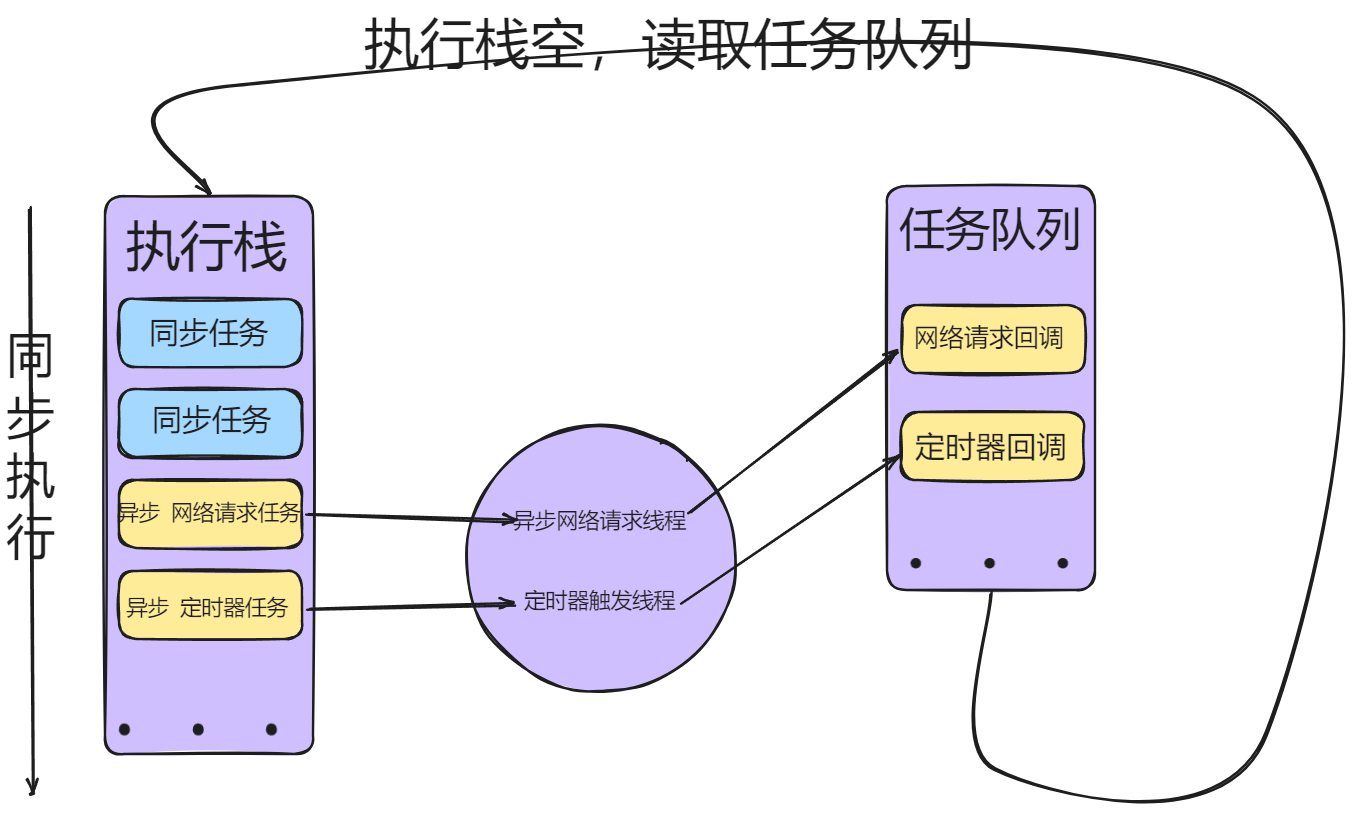 执行栈空，读取任务队列
同步执行
执行栈
同步任务
同步任务
异步 网络请求任务
异步 定时器任务
异步网络请求线程
定时器触发线程
任务队列
网络请求回调
定时器回调